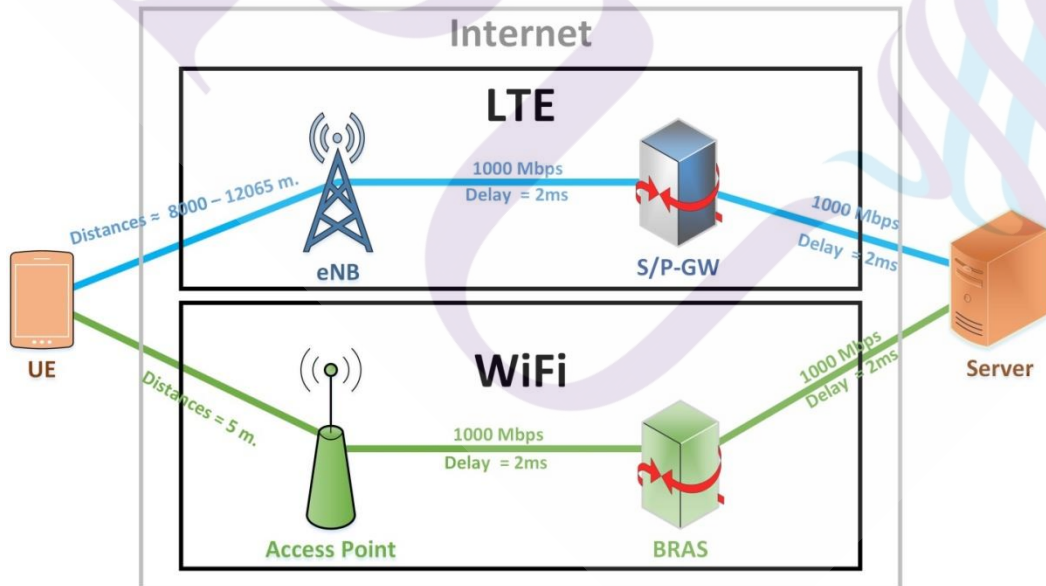 Internet
LTE
Distances ≈ 8000 – 12065 m.
1000 Mbps
Delay = 2ms
1000 Mbps
Delay = 2ms
eNB
S/P-GW
UE
Server
WiFi
Distances = 5 m.
1000 Mbps
Delay = 2ms
1000 Mbps
Delay = 2ms
Access Point
BRAS